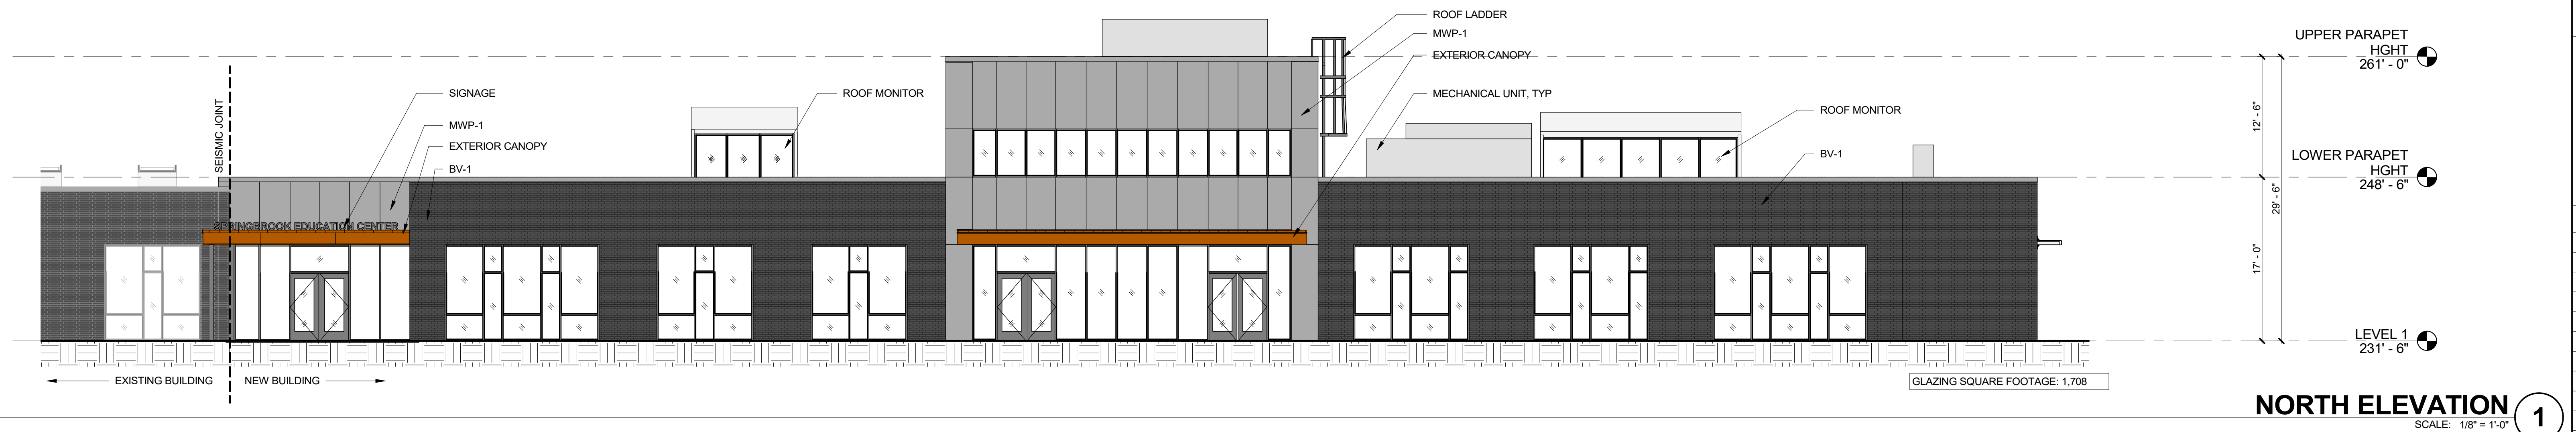 ROOF LADDER
MWP-1
EXTERIOR CANOPY
MECHANICAL UNIT, TYP
UPPER PARAPET
HGHT
261' - 0"
SIGNAGE
MWP-1
EXTERIOR CANOPY
BV-1
SEISMIC JOINT
ROOF MONITOR
ROOF MONITOR
BV-1
12' - 6"
LOWER PARAPET
HGHT
248' - 6"
29' - 6"
17' - 0"
SPRINGBROOK EDUCATION CENTER
LEVEL 1
231' - 6"
EXISTING BUILDING
NEW BUILDING
GLAZING SQUARE FOOTAGE: 1,708
NORTH ELEVATION
1
SCALE: 1/8" = 1'-0"